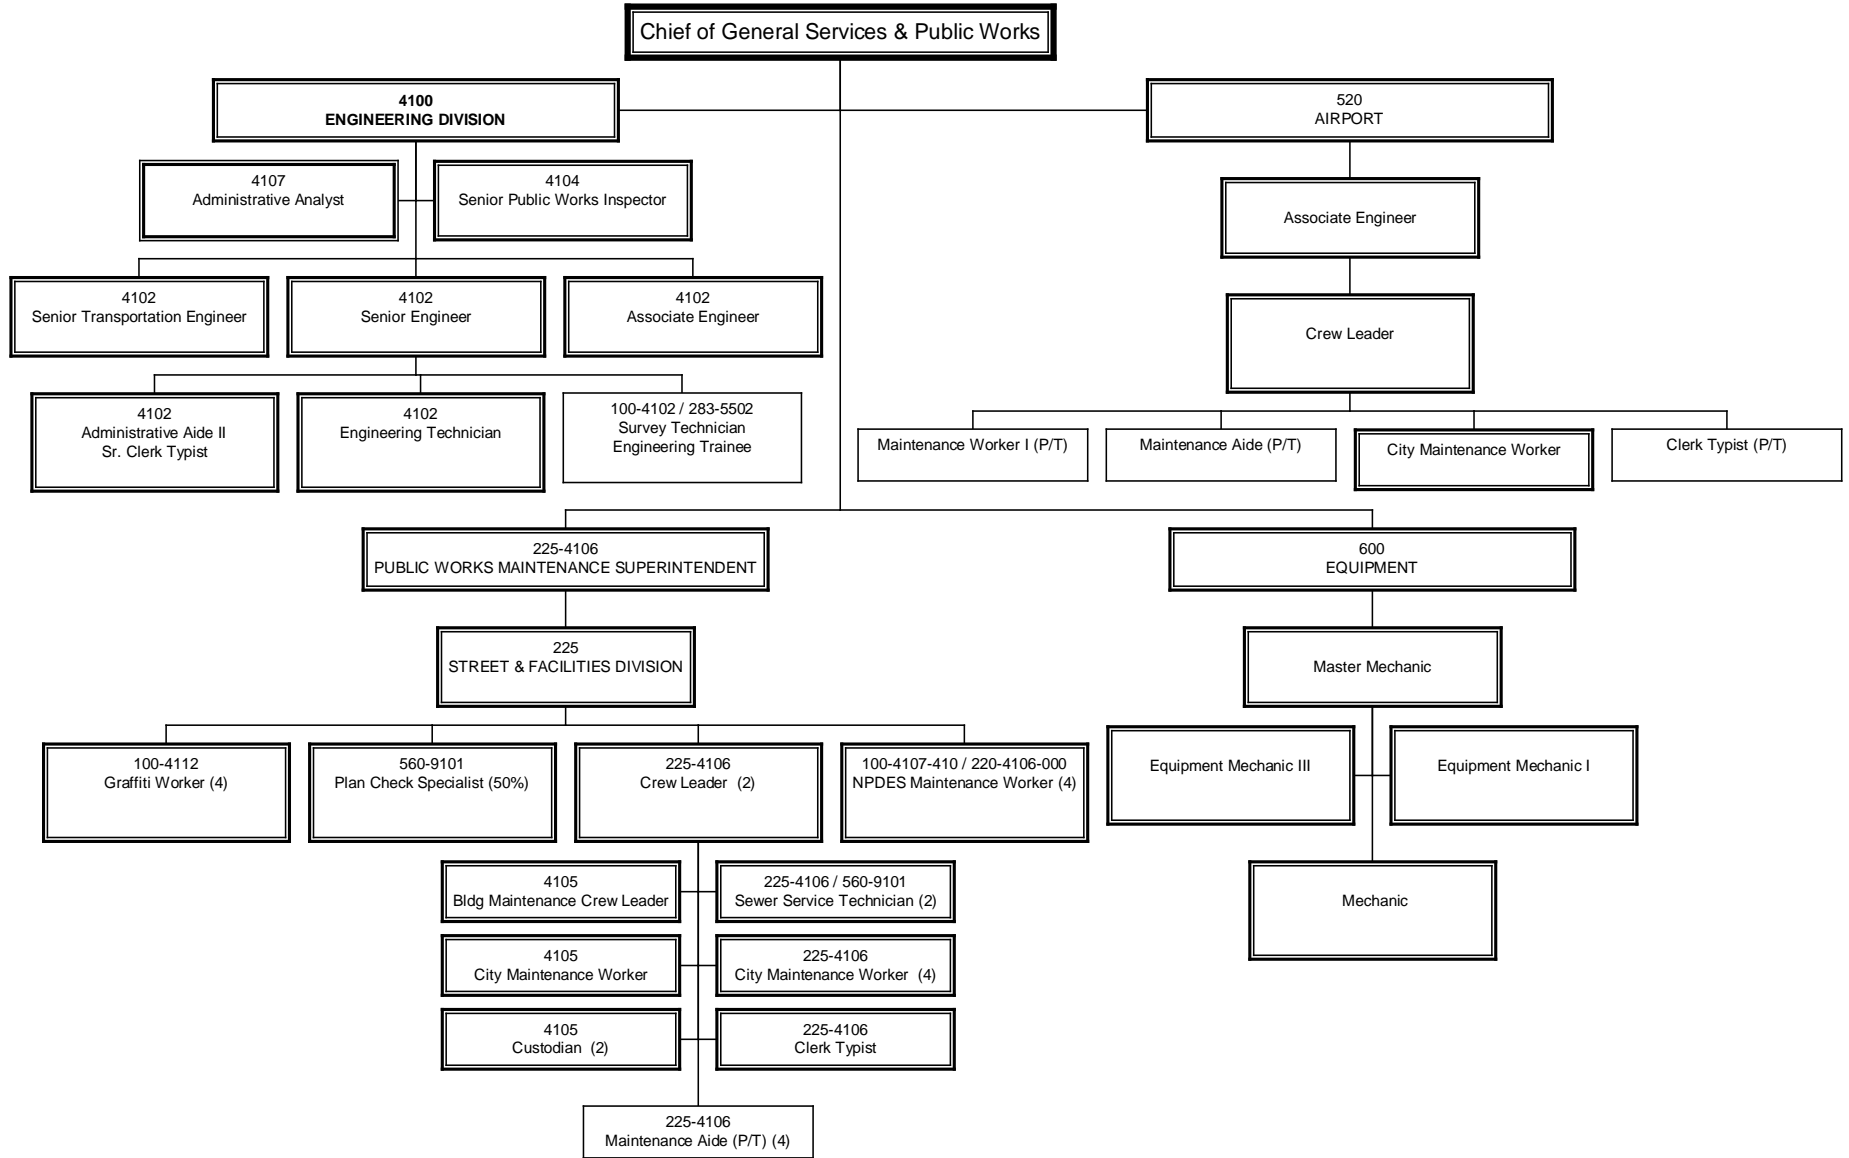 Chief of General Services & Public Works
4100
ENGINEERING DIVISION
520
AIRPORT
4107
Administrative Analyst
4104
Senior Public Works Inspector
Associate Engineer
4102
Senior Transportation Engineer
4102
Senior Engineer
4102
Associate Engineer
Crew Leader
4102
Administrative Aide II
Sr. Clerk Typist
4102
Engineering Technician
100-4102 / 283-5502
Survey Technician
Engineering Trainee
Maintenance Worker I (P/T)
Maintenance Aide (P/T)
City Maintenance Worker
Clerk Typist (P/T)
225-4106
PUBLIC WORKS MAINTENANCE SUPERINTENDENT
600
EQUIPMENT
225
STREET & FACILITIES DIVISION
Master Mechanic
100-4112
Graffiti Worker (4)
560-9101
Plan Check Specialist (50%)
225-4106
Crew Leader (2)
100-4107-410 / 220-4106-000
NPDES Maintenance Worker (4)
Equipment Mechanic III
Equipment Mechanic I
4105
Bldg Maintenance Crew Leader
225-4106 / 560-9101
Sewer Service Technician (2)
Mechanic
4105
City Maintenance Worker
225-4106
City Maintenance Worker (4)
4105
Custodian (2)
225-4106
Clerk Typist
225-4106
Maintenance Aide (P/T) (4)